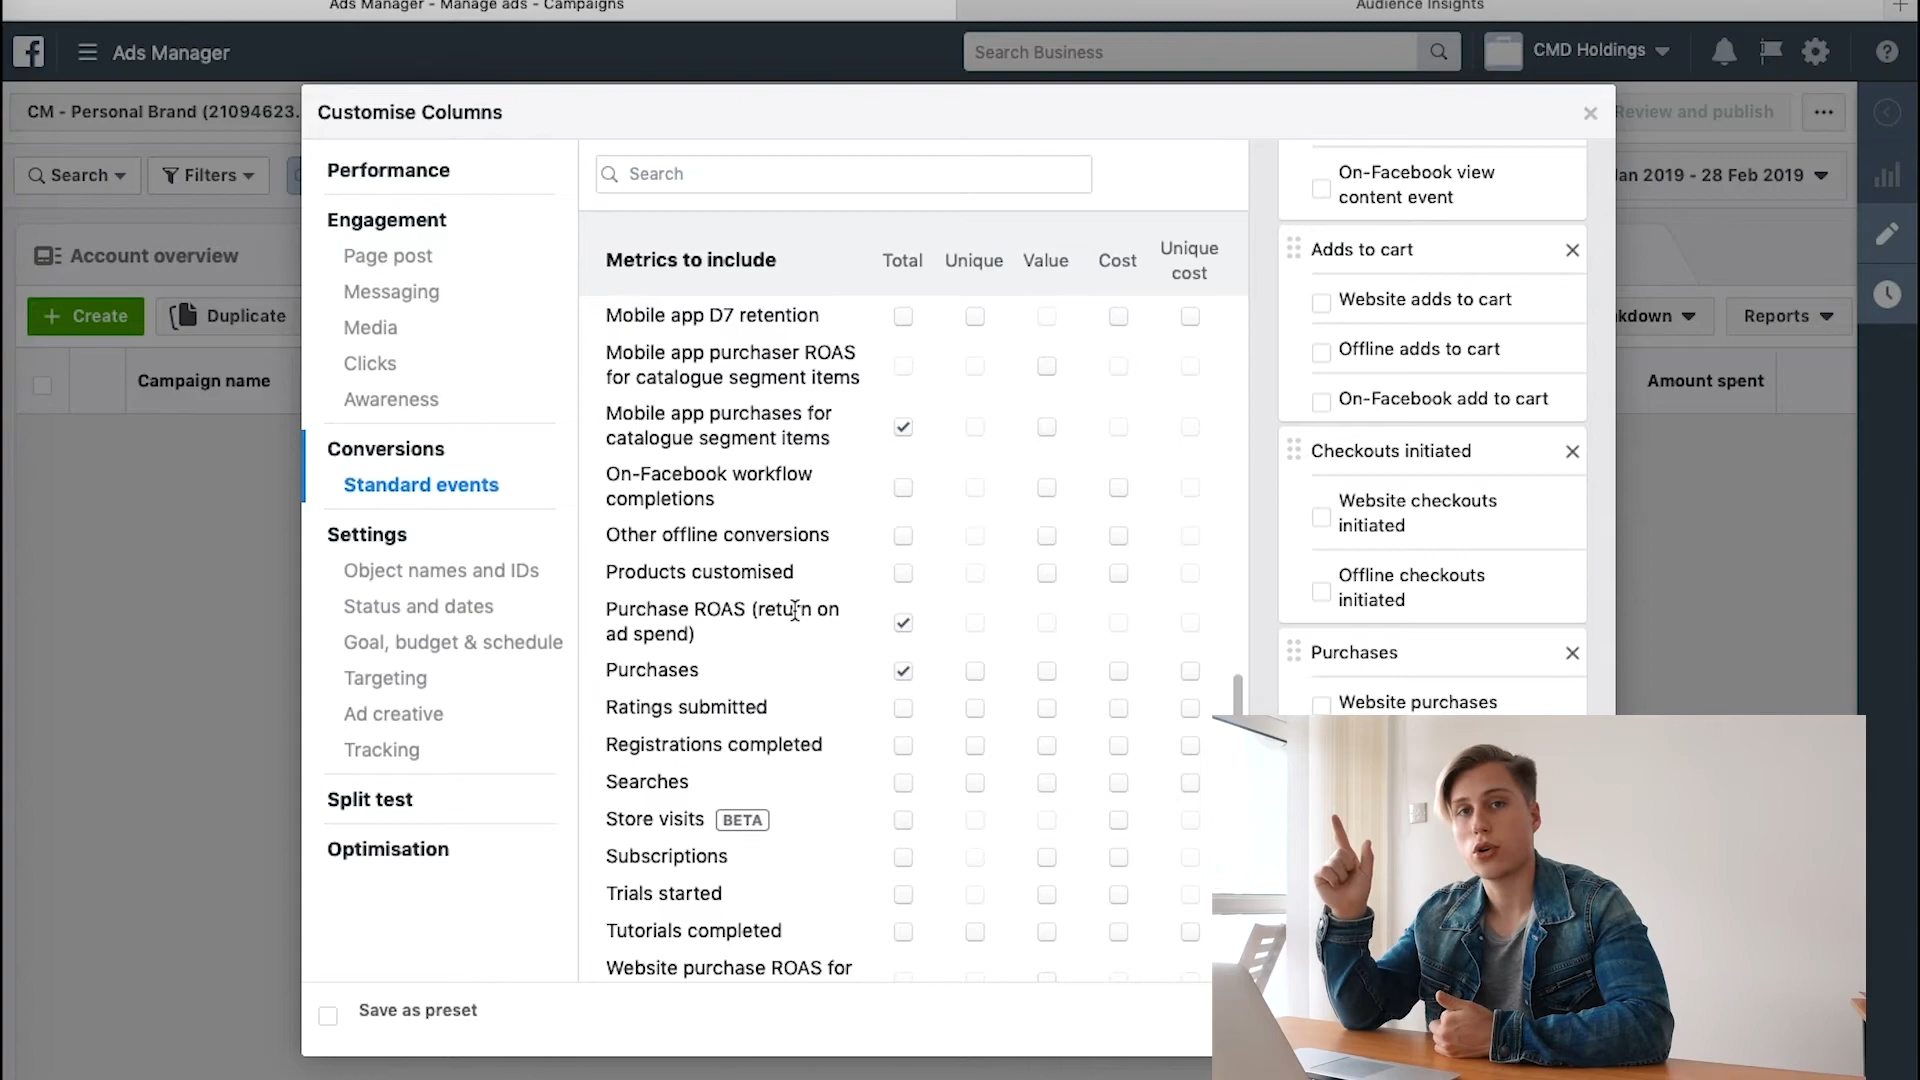 Ads Manager - Manage ads - Campaigns
Audience Insights
Ads Manager
Search Business
CMD Holdings
CM - Personal Brand (21094623.
Customise Columns
Review and publish
Search
Filters
an 2019 - 28 Feb 2019
Account overview
Create
Duplicate
kdown
Reports
Campaign name
Amount spent
Performance
Engagement
Page post
Messaging
Media
Clicks
Awareness
Conversions
Standard events
Settings
Object names and IDs
Status and dates
Goal, budget & schedule
Targeting
Ad creative
Tracking
Split test
Optimisation
Search
Metrics to include
Total
Unique
Value
Cost
Unique
cost
Mobile app D7 retention
Mobile app purchaser ROAS
for catalogue segment items
Mobile app purchases for
catalogue segment items
On-Facebook workflow
completions
Other offline conversions
Products customised
Purchase ROAS (return on
ad spend)
Purchases
Ratings submitted
Registrations completed
Searches
Store visits BETA
Subscriptions
Trials started
Tutorials completed
Website purchase ROAS for
On-Facebook view
content event
Adds to cart
Website adds to cart
Offline adds to cart
On-Facebook add to cart
Checkouts initiated
Website checkouts
initiated
Offline checkouts
initiated
Purchases
Website purchases
Save as preset